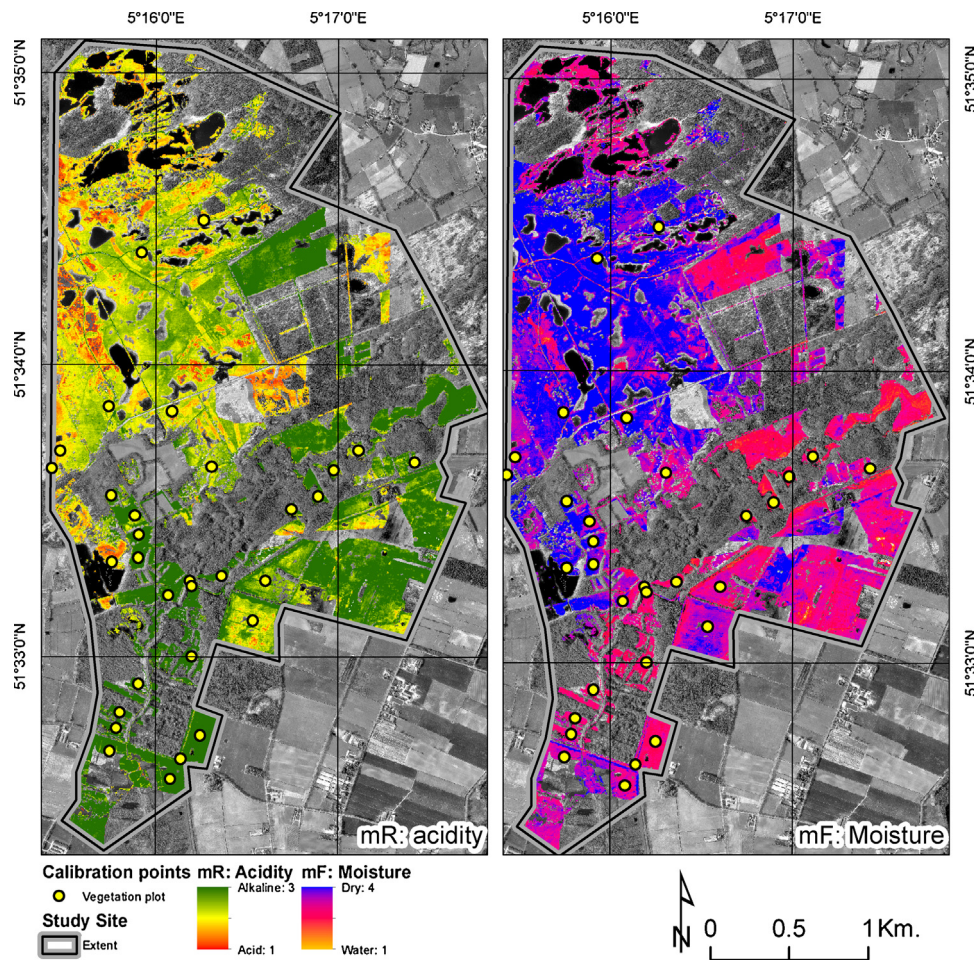 5°16'0"E 5°17'0"E 5°16'0"E 5°17'0"E
51°35'0"N 51°35'0"N
51°34'0"N 51°34'0"N
51°33'0"N 51°33'0"N
mR: acidity mF: Moisture
Calibration points mR: Acidity mF: Moisture
Vegetation plot Alkaline: 3 Dry: 4
Study Site
Extent Acid: 1 Water: 1
N 0 0.5 1 Km.